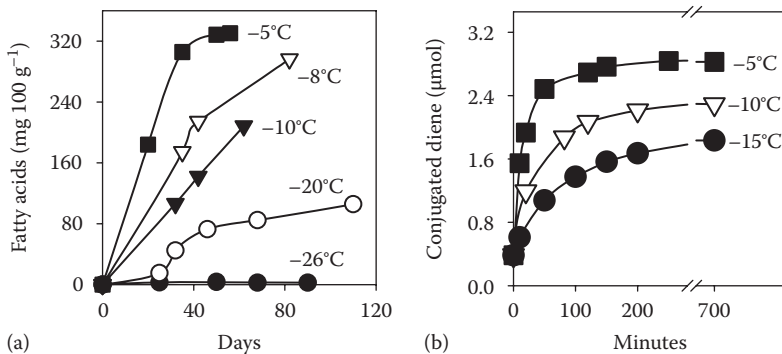 320
240
160
80
0
Fatty acids (mg 100 g⁻¹)
−5°C
−8°C
−10°C
−20°C
−26°C
0 40 80 120
(a) Days
3.2
2.4
1.6
0.8
0.0
Conjugated diene (μmol)
−5°C
−10°C
−15°C
0 100 200 700
(b) Minutes